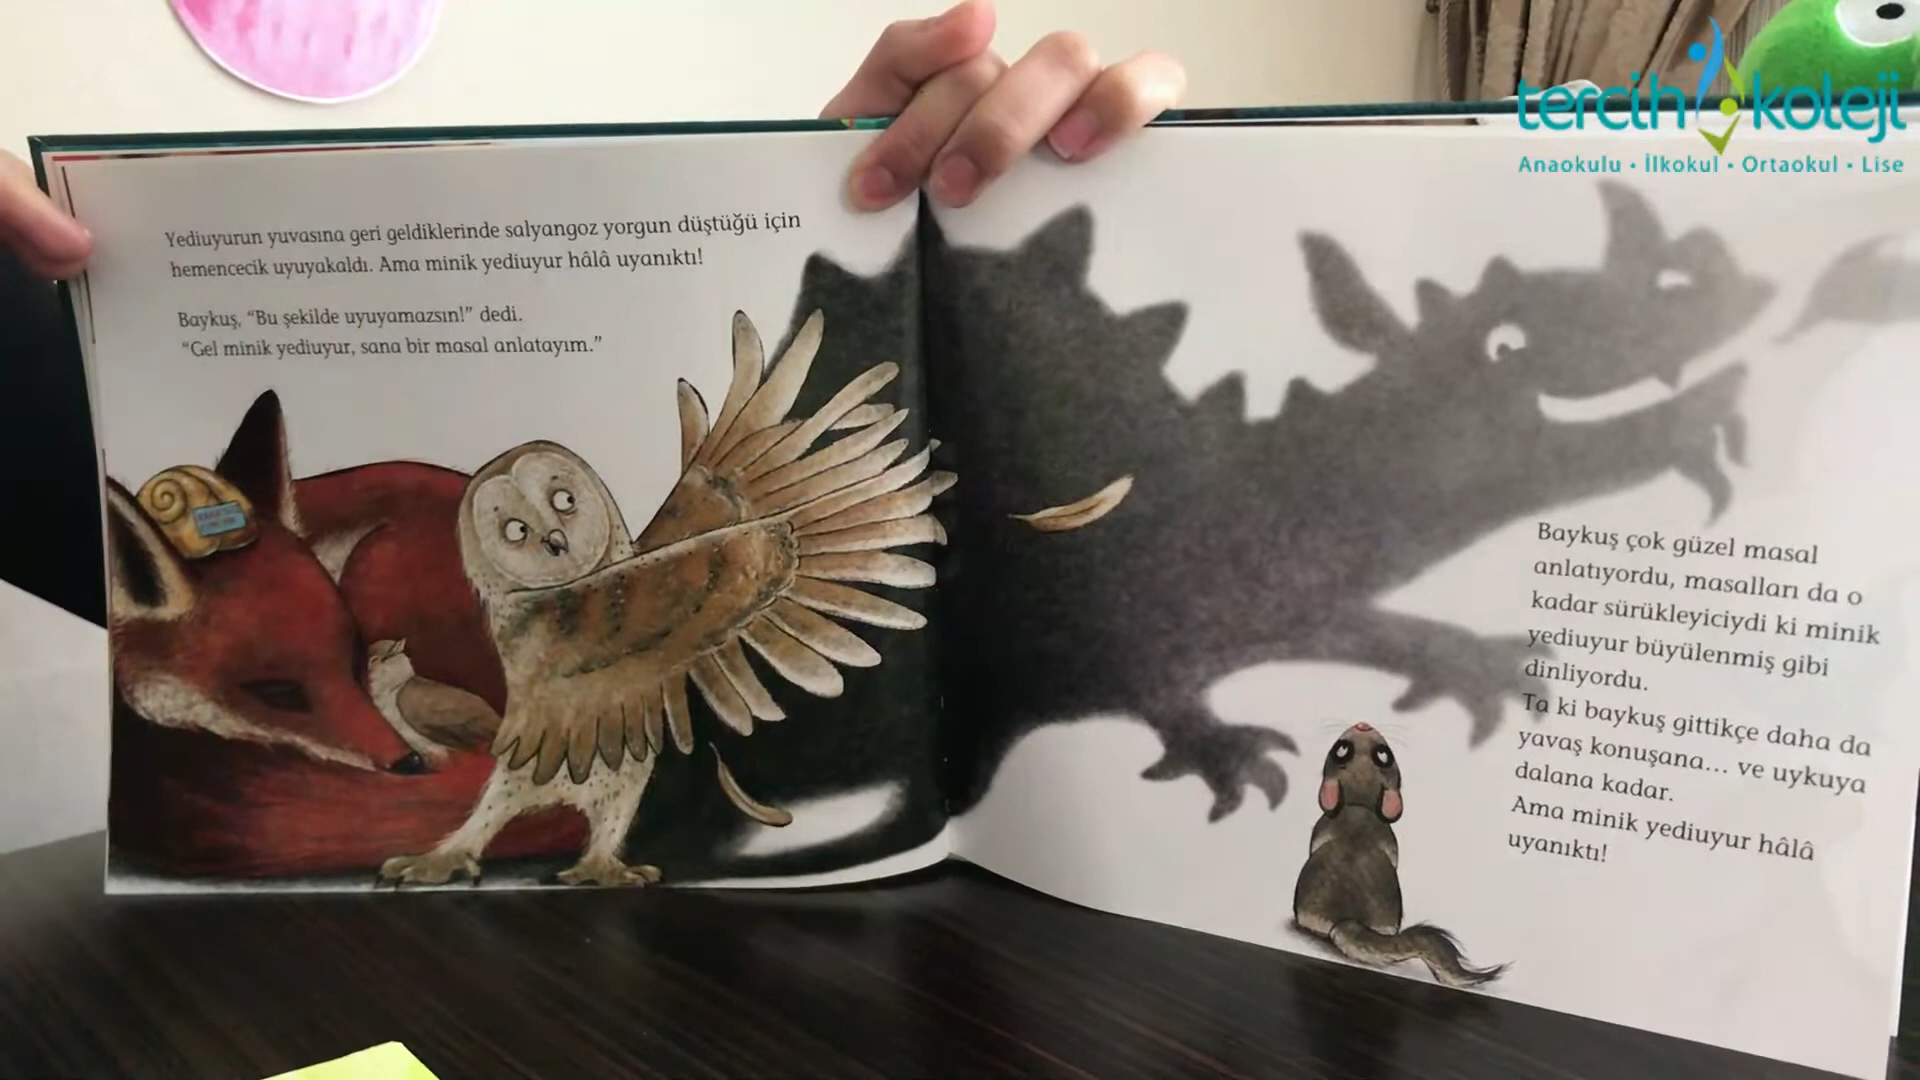 tercih koleji
Anaokulu • İlkokul • Ortaokul • Lise
Yediuyurun yuvasına geri geldiklerinde salyangoz yorgun düştüğü için
hemencecik uyuyakaldı. Ama minik yediuyur hâlâ uyanıktı!
Baykuş, “Bu şekilde uyuyamazsın!” dedi.
“Gel minik yediuyur, sana bir masal anlatayım.”
Baykuş çok güzel masal
anlatıyordu, masalları da o
kadar sürükleyiciydi ki minik
yediuyur büyülenmiş gibi
dinliyordu.
Ta ki baykuş gittikçe daha da
yavaş konuşana... ve uykuya
dalana kadar.
Ama minik yediuyur hâlâ
uyanıktı!